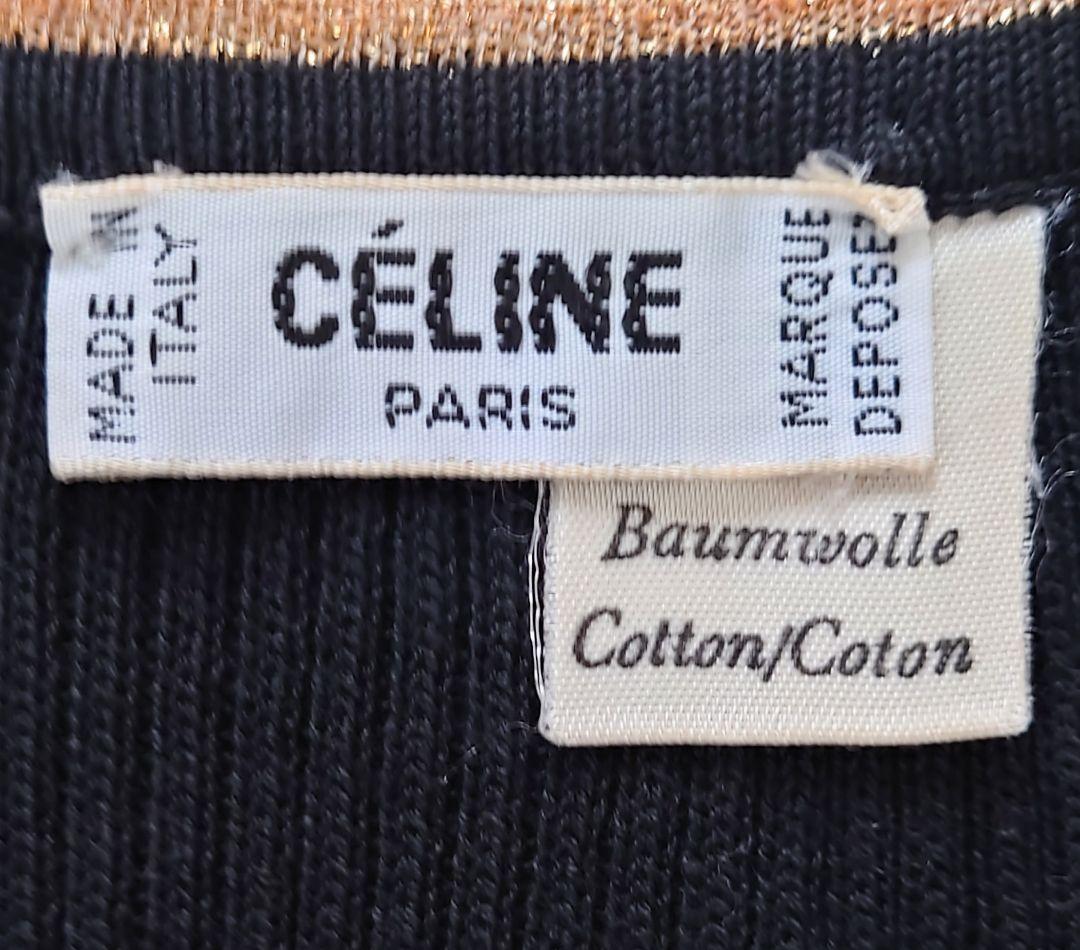 MADE IN
ITALY
CÉLINE
PARIS
MARQUE
DEPOSEE
Baumwolle
Cotton/Coton